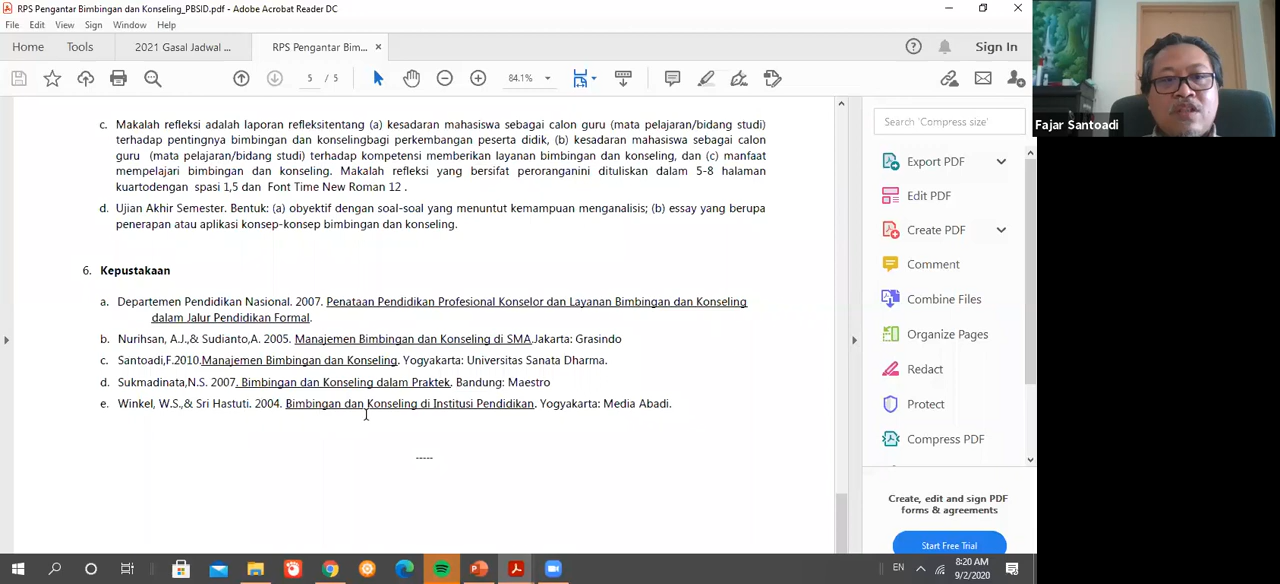 RPS Pengantar Bimbingan dan Konseling_PBSID.pdf - Adobe Acrobat Reader DC
File Edit View Sign Window Help
Home Tools 2021 Gasal Jadwal ... RPS Pengantar Bim... × Sign In
5 / 5 84.1%
c. Makalah refleksi adalah laporan refleksitentang (a) kesadaran mahasiswa sebagai calon guru (mata pelajaran/bidang studi)
terhadap pentingnya bimbingan dan konselingbagi perkembangan peserta didik, (b) kesadaran mahasiswa sebagai calon
guru (mata pelajaran/bidang studi) terhadap kompetensi memberikan layanan bimbingan dan konseling, dan (c) manfaat
mempelajari bimbingan dan konseling. Makalah refleksi yang bersifat peroranganini dituliskan dalam 5-8 halaman
kuartodengan spasi 1,5 dan Font Time New Roman 12 .
d. Ujian Akhir Semester. Bentuk: (a) obyektif dengan soal-soal yang menuntut kemampuan menganalisis; (b) essay yang berupa
penerapan atau aplikasi konsep-konsep bimbingan dan konseling.
6. Kepustakaan
a. Departemen Pendidikan Nasional. 2007. Penataan Pendidikan Profesional Konselor dan Layanan Bimbingan dan Konseling
dalam Jalur Pendidikan Formal.
b. Nurihsan, A.J.,& Sudianto,A. 2005. Manajemen Bimbingan dan Konseling di SMA.Jakarta: Grasindo
c. Santoadi,F.2010.Manajemen Bimbingan dan Konseling. Yogyakarta: Universitas Sanata Dharma.
d. Sukmadinata,N.S. 2007. Bimbingan dan Konseling dalam Praktek. Bandung: Maestro
e. Winkel, W.S.,& Sri Hastuti. 2004. Bimbingan dan Konseling di Institusi Pendidikan. Yogyakarta: Media Abadi.
-----
Search 'Compress size'
Export PDF
Edit PDF
Create PDF
Comment
Combine Files
Organize Pages
Redact
Protect
Compress PDF
Create, edit and sign PDF
forms & agreements
Start Free Trial
Fajar Santoadi
EN
8:20 AM
9/2/2020